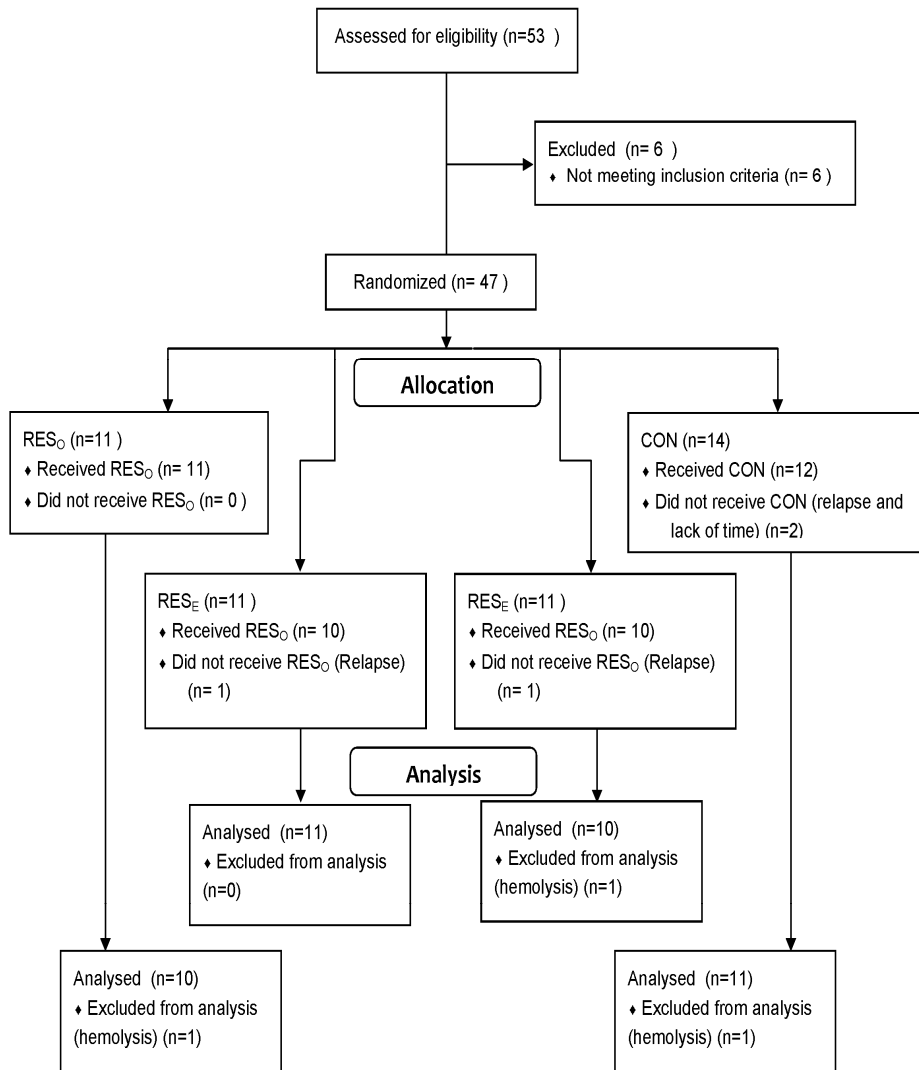 Assessed for eligibility (n=53 )
Excluded (n= 6 )
♦ Not meeting inclusion criteria (n= 6 )
Randomized (n= 47 )
Allocation
RESO (n=11 )
♦ Received RESO (n= 11)
♦ Did not receive RESO (n= 0 )
CON (n=14)
♦ Received CON (n=12)
♦ Did not receive CON (relapse and
lack of time) (n=2)
RESE (n=11 )
♦ Received RESO (n= 10)
♦ Did not receive RESO (Relapse)
(n= 1)
RESE (n=11 )
♦ Received RESO (n= 10)
♦ Did not receive RESO (Relapse)
(n= 1)
Analysis
Analysed (n=11)
♦ Excluded from analysis
(n=0)
Analysed (n=10)
♦ Excluded from analysis
(hemolysis) (n=1)
Analysed (n=10)
♦ Excluded from analysis
(hemolysis) (n=1)
Analysed (n=11)
♦ Excluded from analysis
(hemolysis) (n=1)